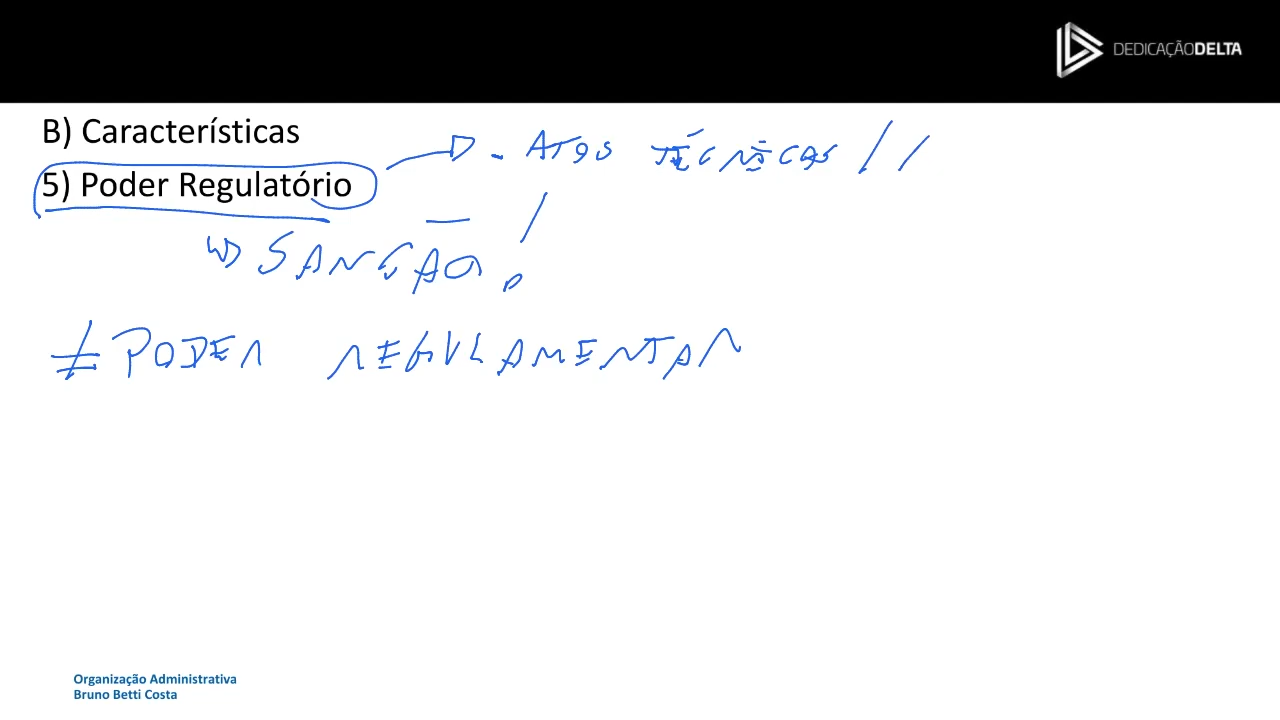 DEDICAÇÃODELTA
B) Características
- ATOS TÉCNICOS //
5) Poder Regulatório
SANÇÃO!
≠ PODER REGULAMENTAR
Organização Administrativa
Bruno Betti Costa